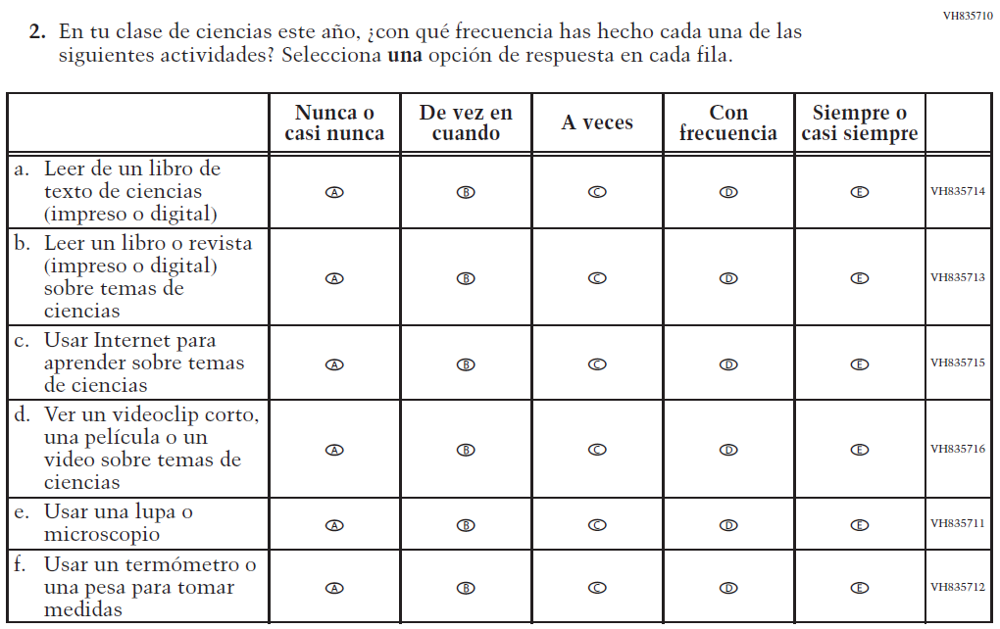 VH835710
2. En tu clase de ciencias este año, ¿con qué frecuencia has hecho cada una de las
siguientes actividades? Selecciona una opción de respuesta en cada fila.
Nunca o
casi nunca
De vez en
cuando
A veces
Con
frecuencia
Siempre o
casi siempre
a. Leer de un libro de
texto de ciencias
(impreso o digital)
A B C D E VH835714
b. Leer un libro o revista
(impreso o digital)
sobre temas de
ciencias
A B C D E VH835713
c. Usar Internet para
aprender sobre temas
de ciencias
A B C D E VH835715
d. Ver un videoclip corto,
una película o un
video sobre temas de
ciencias
A B C D E VH835716
e. Usar una lupa o
microscopio
A B C D E VH835711
f. Usar un termómetro o
una pesa para tomar
medidas
A B C D E VH835712